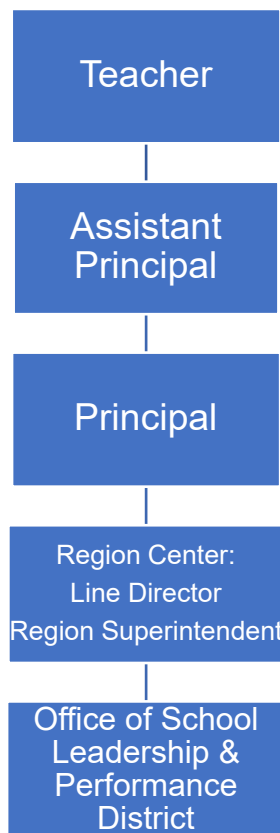 Teacher
Assistant
Principal
Principal
Region Center:
Line Director
Region Superintendent
Office of School
Leadership &
Performance
District